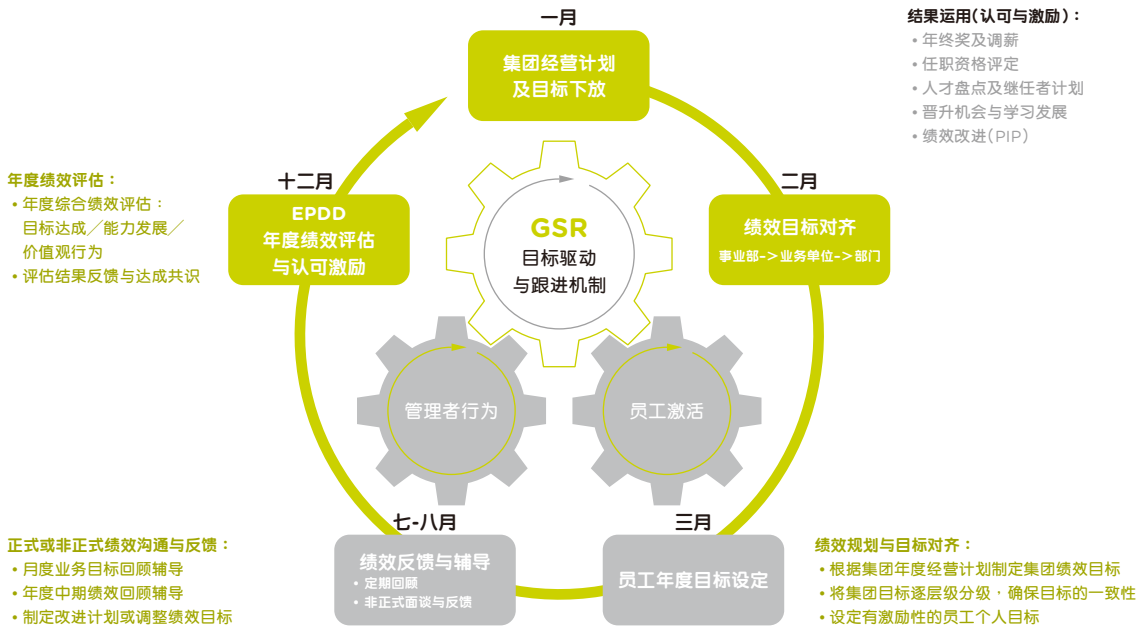 一月
集团经营计划
及目标下放
结果运用(认可与激励)：
• 年终奖及调薪
• 任职资格评定
• 人才盘点及继任者计划
• 晋升机会与学习发展
• 绩效改进(PIP)
二月
绩效目标对齐
事业部->业务单位->部门
年度绩效评估：
• 年度综合绩效评估：
目标达成／能力发展／
价值观行为
• 评估结果反馈与达成共识
十二月
EPDD
年度绩效评估
与认可激励
GSR
目标驱动
与跟进机制
管理者行为
员工激活
七-八月
绩效反馈与辅导
• 定期回顾
• 非正式面谈与反馈
三月
员工年度目标设定
正式或非正式绩效沟通与反馈：
• 月度业务目标回顾辅导
• 年度中期绩效回顾辅导
• 制定改进计划或调整绩效目标
绩效规划与目标对齐：
• 根据集团年度经营计划制定集团绩效目标
• 将集团目标逐层级分级，确保目标的一致性
• 设定有激励性的员工个人目标